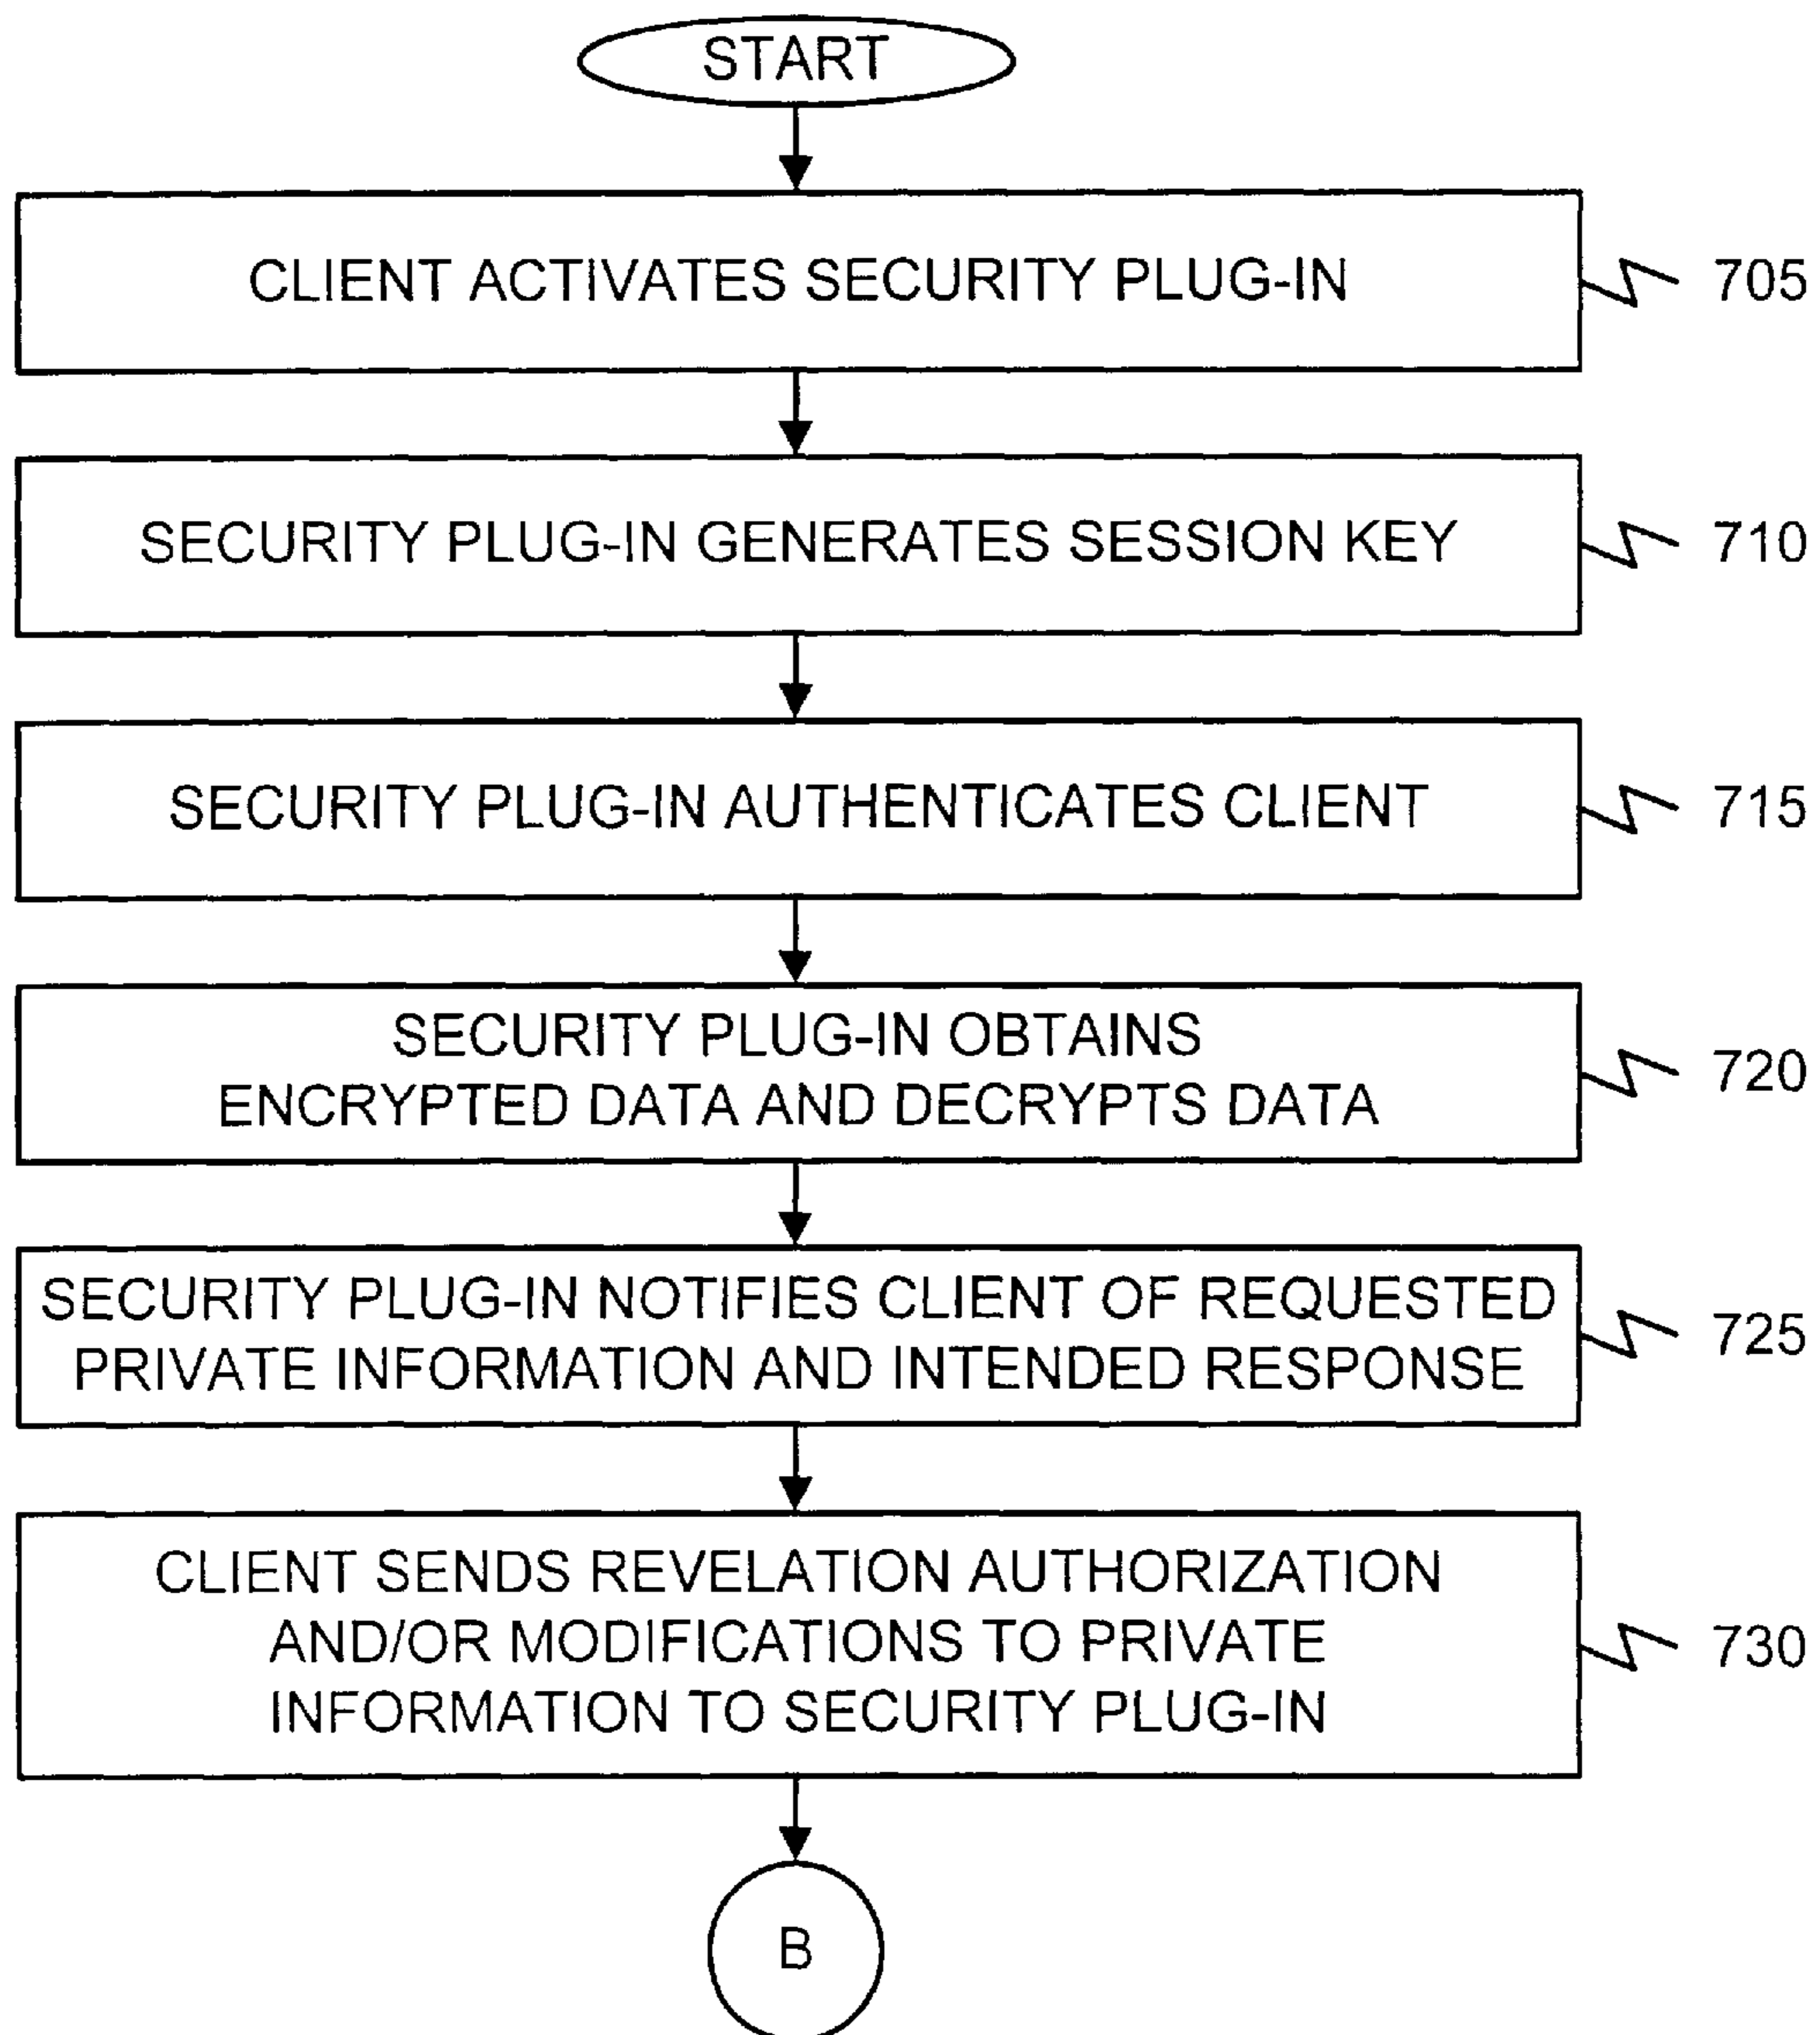 START
CLIENT ACTIVATES SECURITY PLUG-IN
705
SECURITY PLUG-IN GENERATES SESSION KEY
710
SECURITY PLUG-IN AUTHENTICATES CLIENT
715
SECURITY PLUG-IN OBTAINS
ENCRYPTED DATA AND DECRYPTS DATA
720
SECURITY PLUG-IN NOTIFIES CLIENT OF REQUESTED
PRIVATE INFORMATION AND INTENDED RESPONSE
725
CLIENT SENDS REVELATION AUTHORIZATION
AND/OR MODIFICATIONS TO PRIVATE
INFORMATION TO SECURITY PLUG-IN
730
B